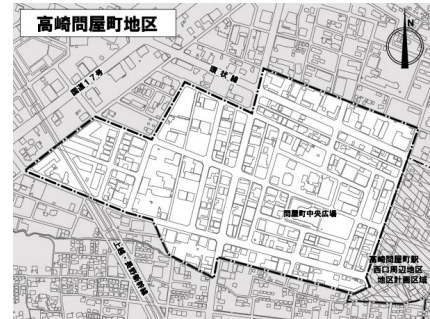 高崎問屋町地区
N
環状線
国道17号
問屋町中央広場
高崎問屋町駅
西口周辺地区
地区計画区域
上越・長野新幹線